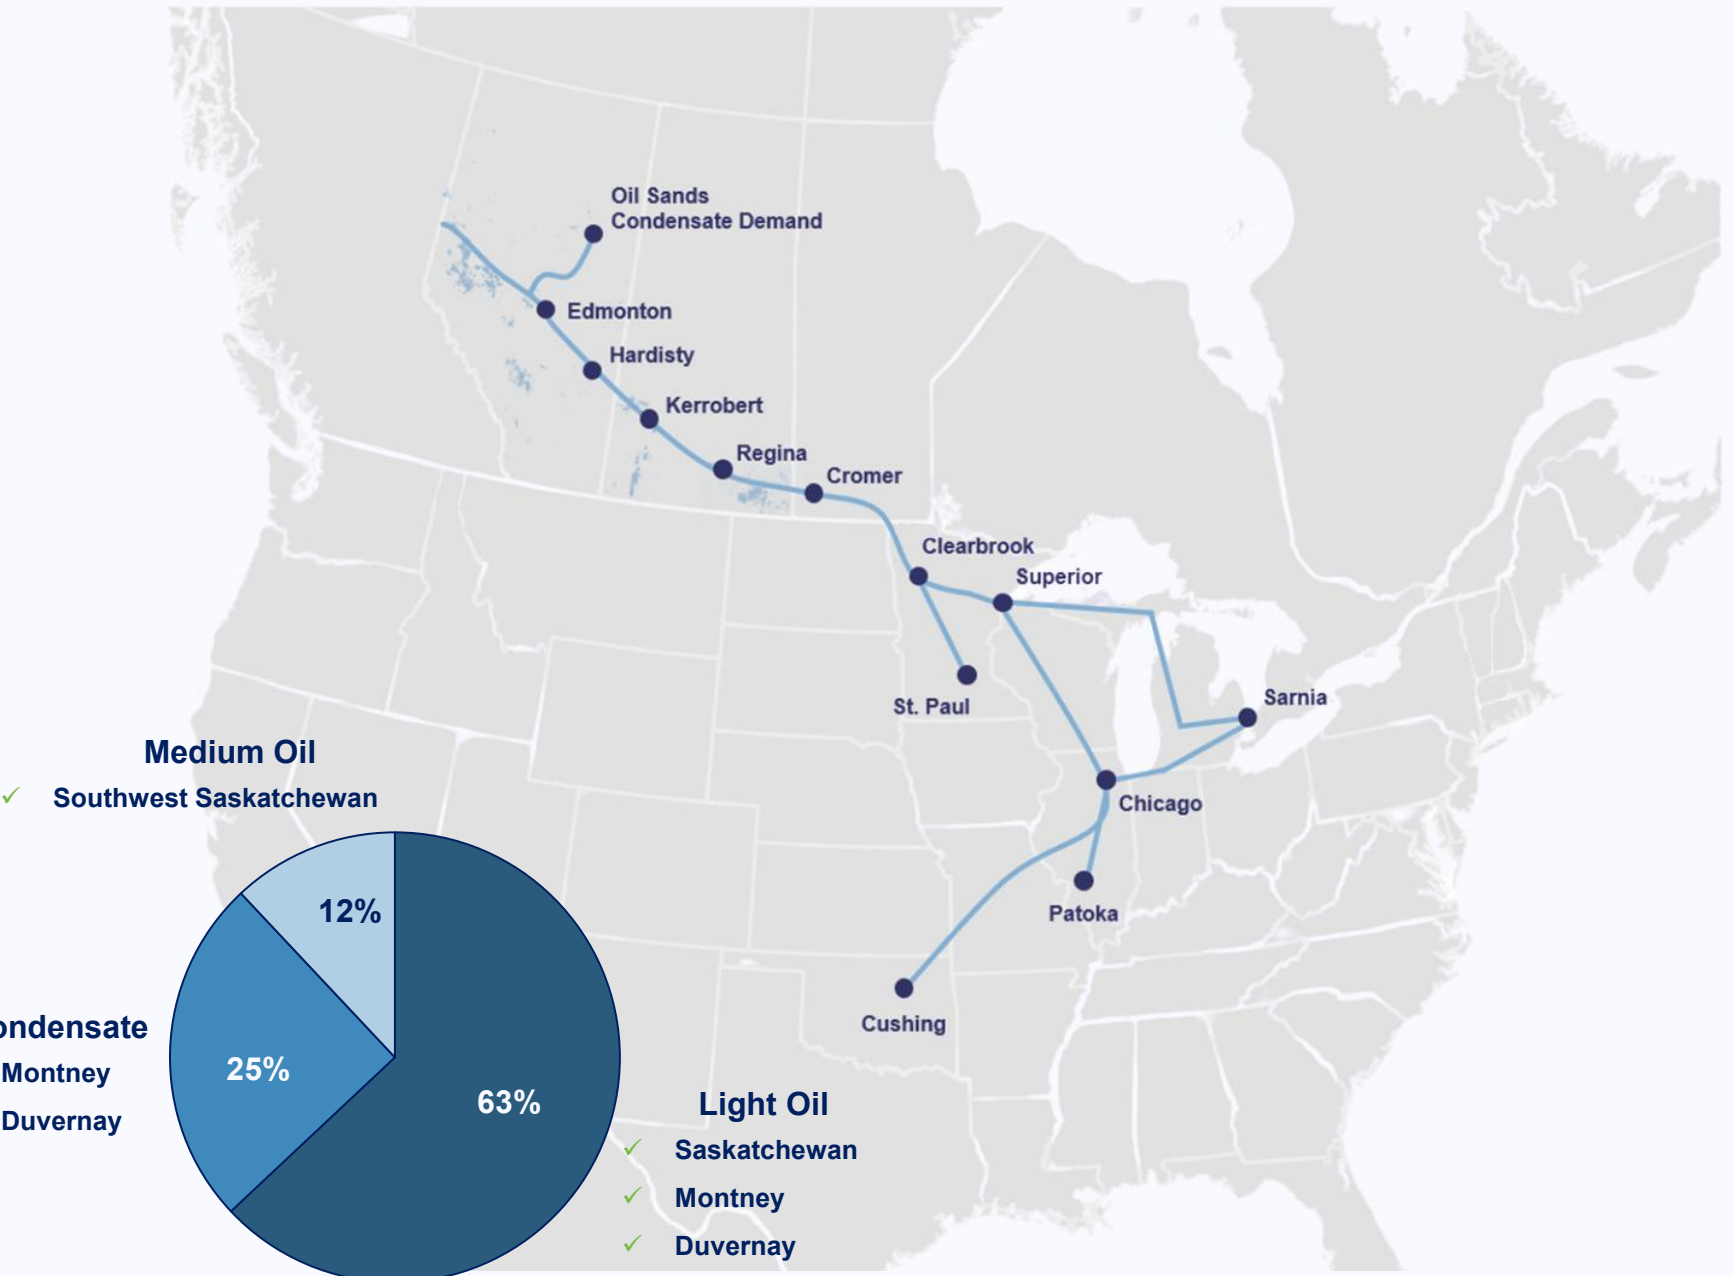 Oil Sands
Condensate Demand
Edmonton
Hardisty
Kerrobert
Regina
Cromer
Clearbrook
Superior
St. Paul
Sarnia
Chicago
Patoka
Cushing
Medium Oil
✓ Southwest Saskatchewan
12%
25%
63%
ondensate
Montney
Duvernay
Light Oil
✓ Saskatchewan
✓ Montney
✓ Duvernay